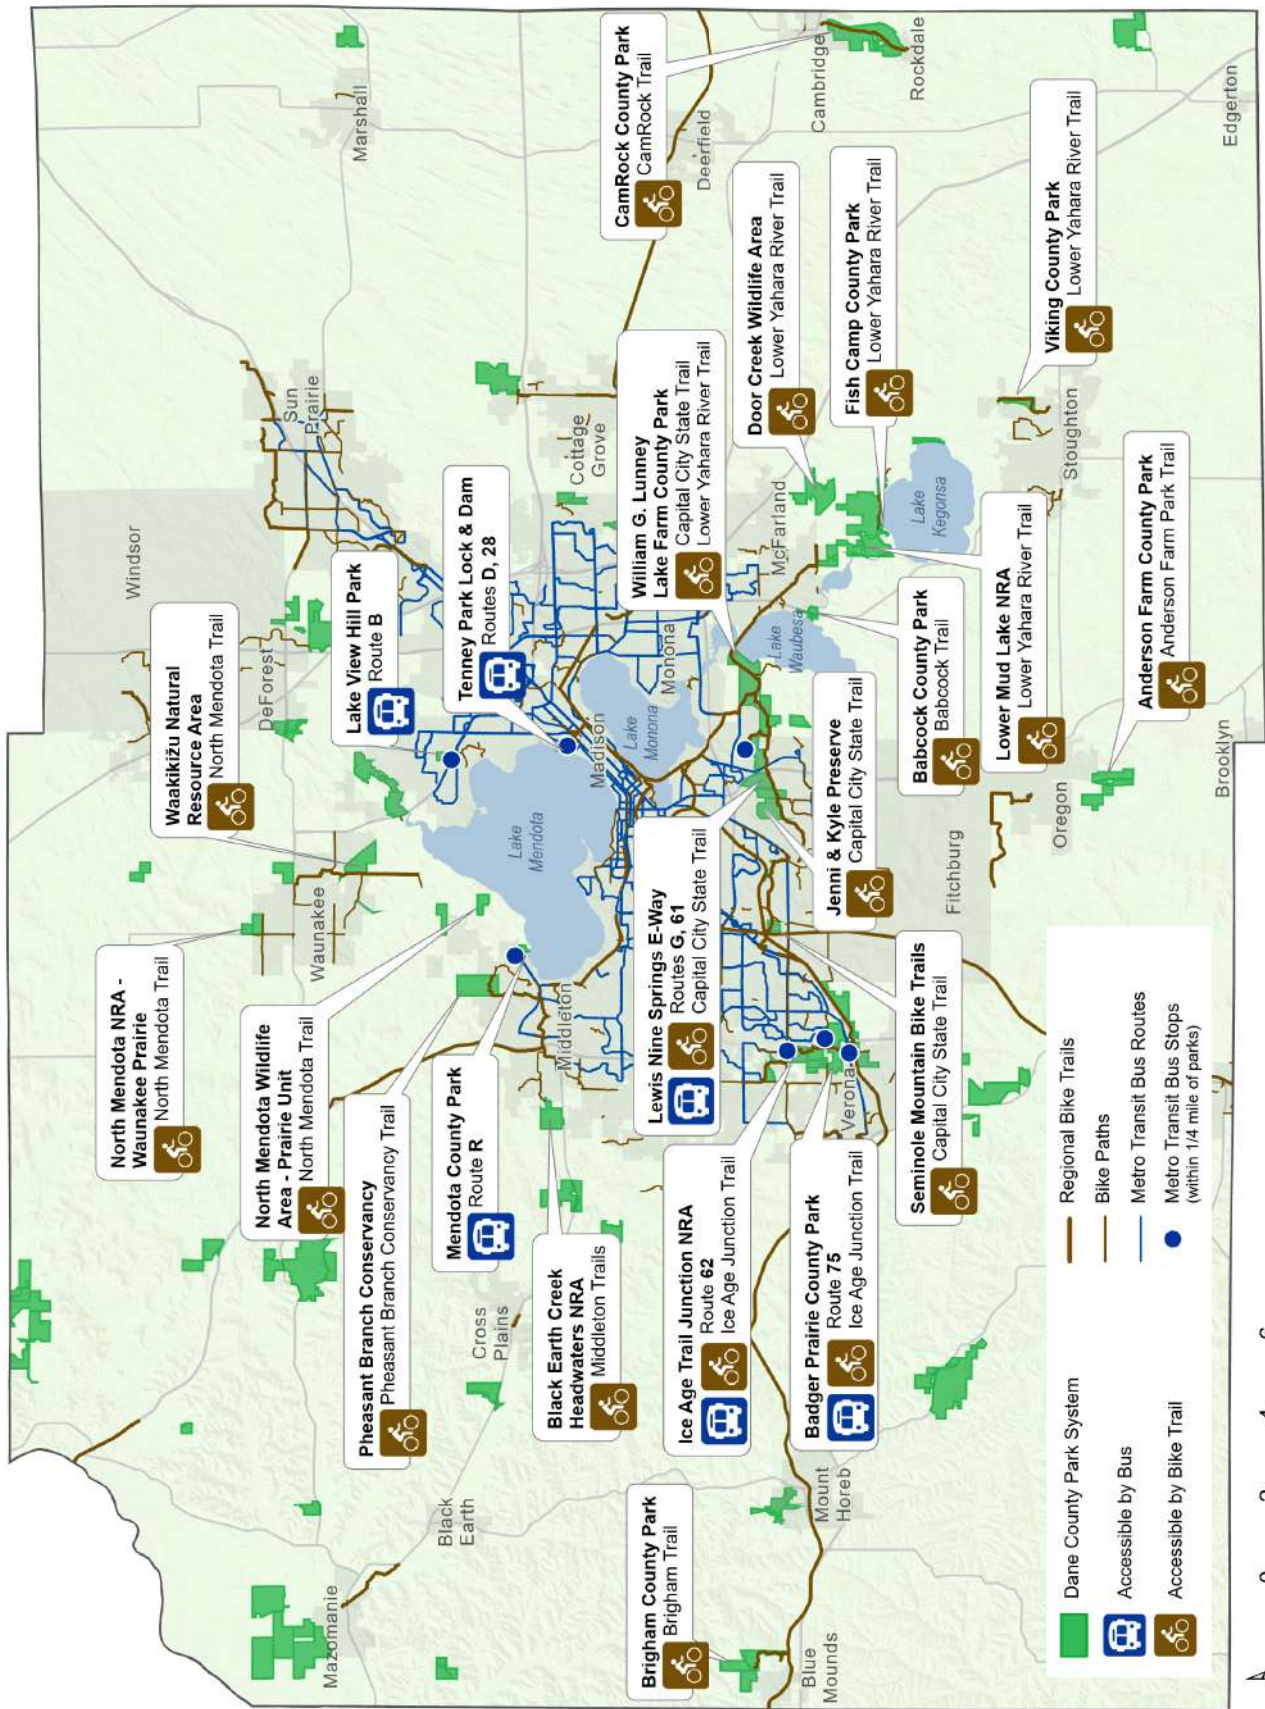 Mazomanie
Black
Earth
Cross
Plains
Blue
Mounds
Mount
Horeb
Verona
Middleton
Waunakee
DeForest
Windsor
Sun
Prairie
Marshall
Cottage
Grove
Madison
Monona
McFarland
Deerfield
Cambridge
Rockdale
Fitchburg
Oregon
Brooklyn
Stoughton
Edgerton
Lake
Mendota
Lake
Monona
Lake
Waubesa
Lake
Kegonsa
North Mendota NRA -
Waunakee Prairie
North Mendota Trail
Waakikižu Natural
Resource Area
North Mendota Trail
North Mendota Wildlife
Area - Prairie Unit
North Mendota Trail
Lake View Hill Park
Route B
Pheasant Branch Conservancy
Pheasant Branch Conservancy Trail
Mendota County Park
Route R
Tenney Park Lock & Dam
Routes D, 28
Black Earth Creek
Headwaters NRA
Middleton Trails
CamRock County Park
CamRock Trail
William G. Lunney
Lake Farm County Park
Capital City State Trail
Lower Yahara River Trail
Brigham County Park
Brigham Trail
Ice Age Trail Junction NRA
Route 62
Ice Age Junction Trail
Lewis Nine Springs E-Way
Routes G, 61
Capital City State Trail
Door Creek Wildlife Area
Lower Yahara River Trail
Badger Prairie County Park
Route 75
Ice Age Junction Trail
Jenni & Kyle Preserve
Capital City State Trail
Fish Camp County Park
Lower Yahara River Trail
Seminole Mountain Bike Trails
Capital City State Trail
Babcock County Park
Babcock Trail
Lower Mud Lake NRA
Lower Yahara River Trail
Viking County Park
Lower Yahara River Trail
Anderson Farm County Park
Anderson Farm Park Trail
Dane County Park System
Accessible by Bus
Accessible by Bike Trail
Regional Bike Trails
Bike Paths
Metro Transit Bus Routes
Metro Transit Bus Stops
(within 1/4 mile of parks)